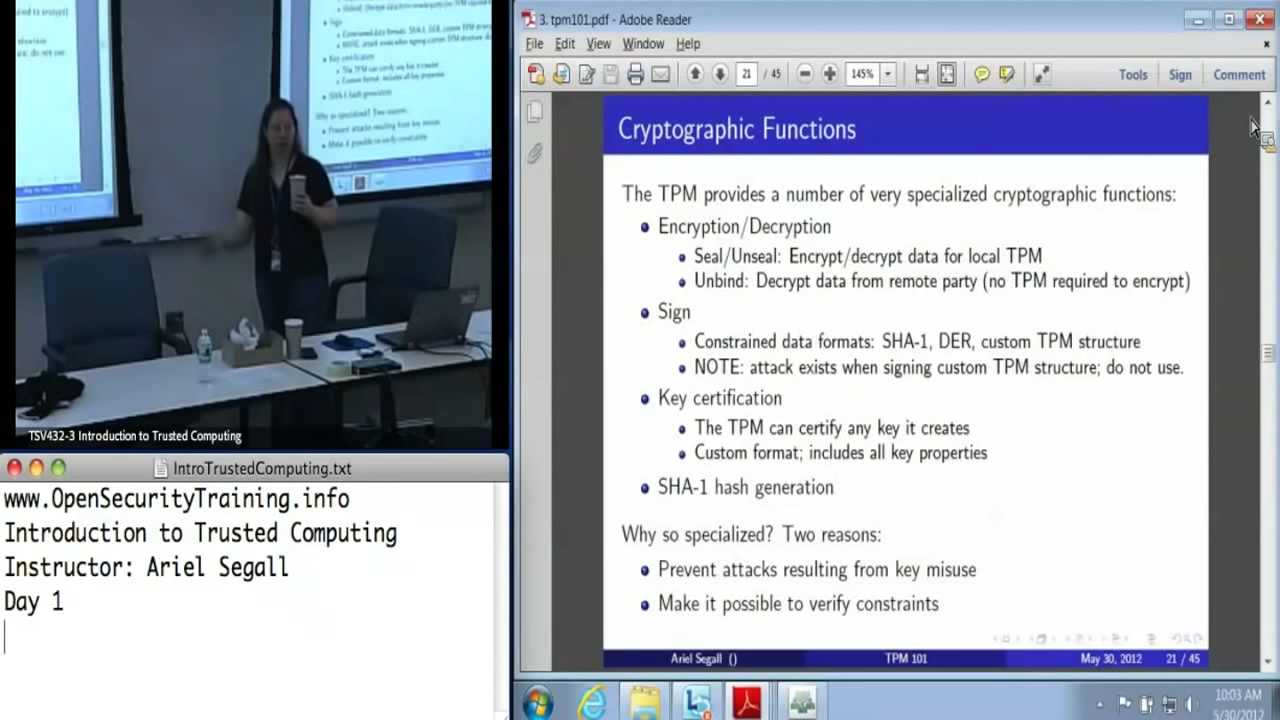 TSV432-3 Introduction to Trusted Computing
IntroTrustedComputing.txt
www.OpenSecurityTraining.info
Introduction to Trusted Computing
Instructor: Ariel Segall
Day 1
3. tpm101.pdf - Adobe Reader
File Edit View Window Help
21 / 45 145% Tools Sign Comment
Cryptographic Functions
The TPM provides a number of very specialized cryptographic functions:
Encryption/Decryption
Seal/Unseal: Encrypt/decrypt data for local TPM
Unbind: Decrypt data from remote party (no TPM required to encrypt)
Sign
Constrained data formats: SHA-1, DER, custom TPM structure
NOTE: attack exists when signing custom TPM structure; do not use.
Key certification
The TPM can certify any key it creates
Custom format; includes all key properties
SHA-1 hash generation
Why so specialized? Two reasons:
Prevent attacks resulting from key misuse
Make it possible to verify constraints
Ariel Segall () TPM 101 May 30, 2012 21 / 45
10:03 AM
5/30/2012